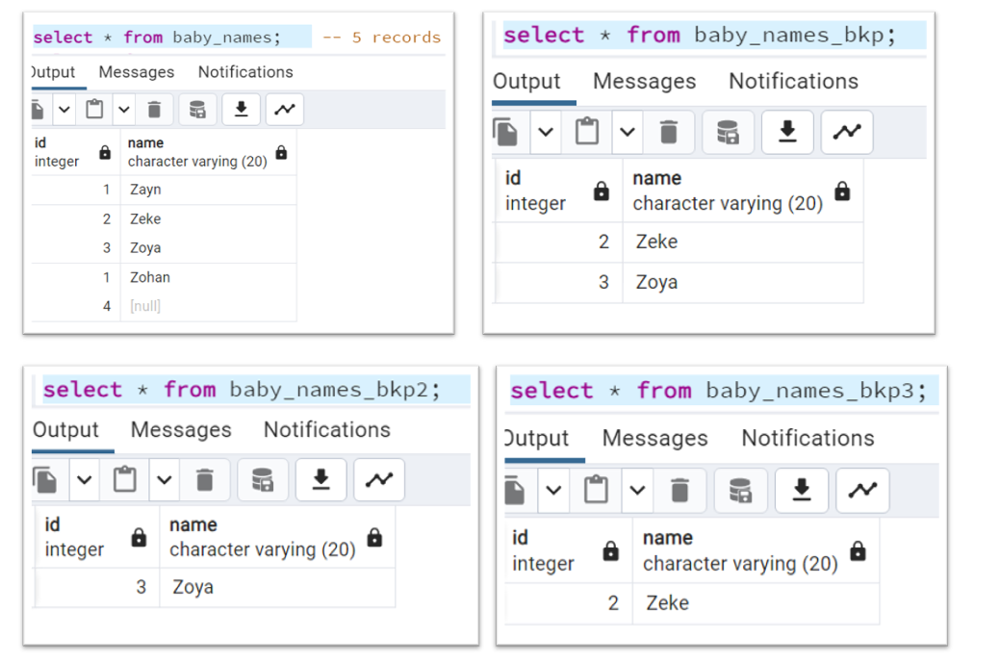 select * from baby_names; -- 5 records
Output Messages Notifications
id name
integer character varying (20)
1 Zayn
2 Zeke
3 Zoya
1 Zohan
4 [null]
select * from baby_names_bkp;
Output Messages Notifications
id name
integer character varying (20)
2 Zeke
3 Zoya
select * from baby_names_bkp2;
Output Messages Notifications
id name
integer character varying (20)
3 Zoya
select * from baby_names_bkp3;
Output Messages Notifications
id name
integer character varying (20)
2 Zeke